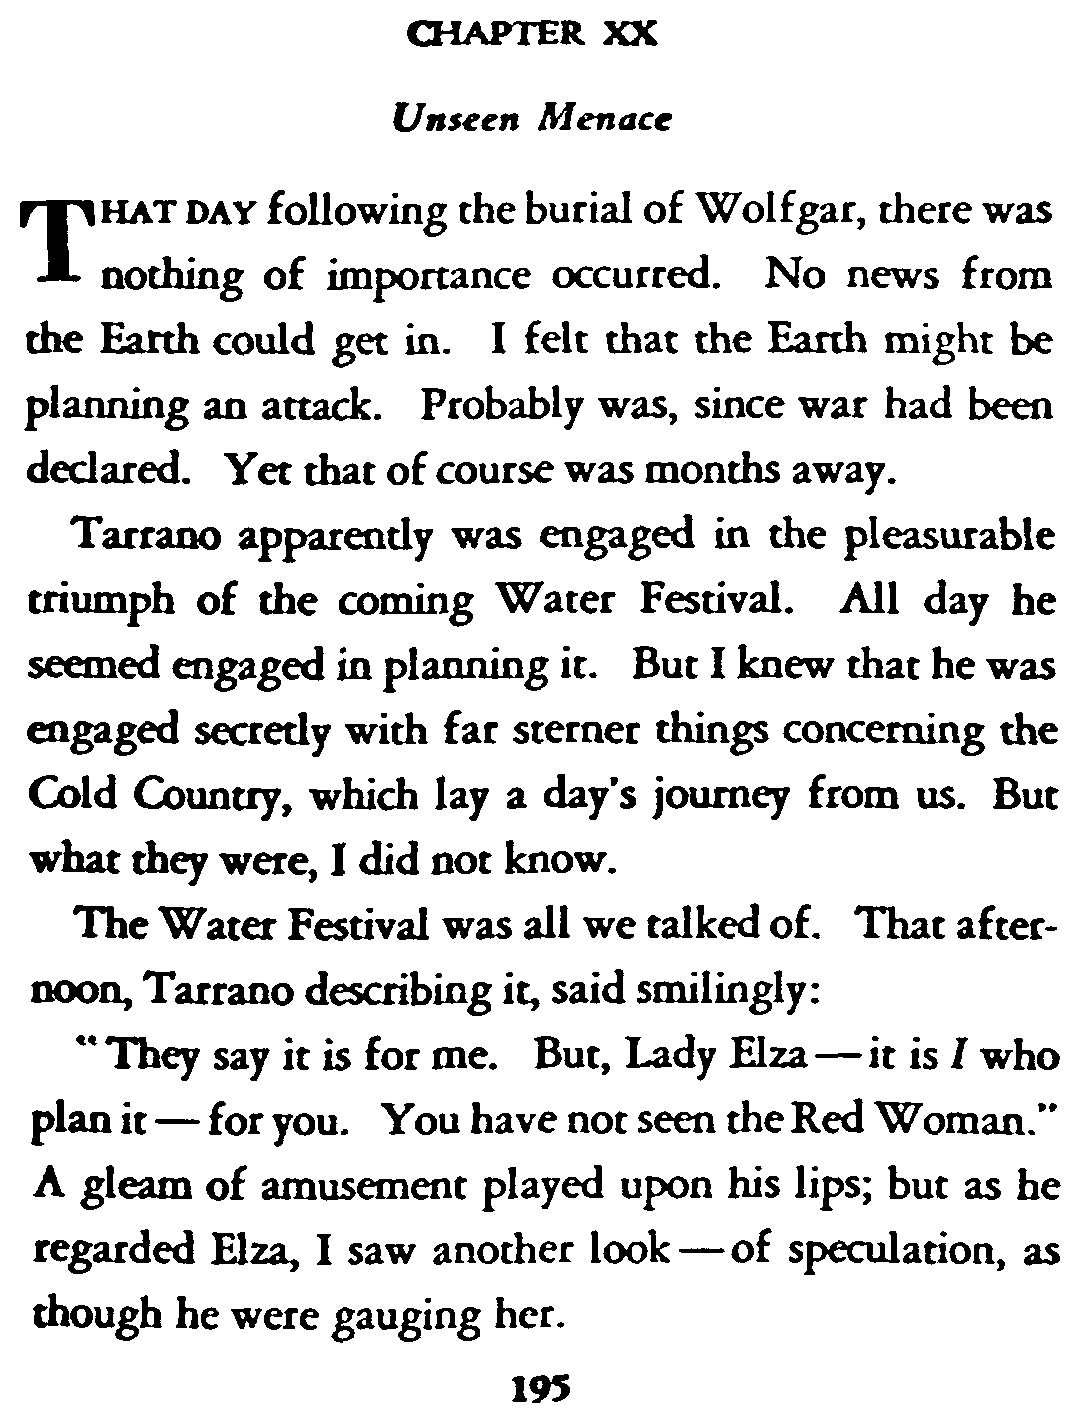 CHAPTER XX
Unseen Menace
THAT DAY following the burial of Wolfgar, there was
nothing of importance occurred. No news from
the Earth could get in. I felt that the Earth might be
planning an attack. Probably was, since war had been
declared. Yet that of course was months away.
Tarrano apparently was engaged in the pleasurable
triumph of the coming Water Festival. All day he
seemed engaged in planning it. But I knew that he was
engaged secretly with far sterner things concerning the
Cold Country, which lay a day's journey from us. But
what they were, I did not know.
The Water Festival was all we talked of. That after-
noon, Tarrano describing it, said smilingly:
"They say it is for me. But, Lady Elza—it is I who
plan it—for you. You have not seen the Red Woman."
A gleam of amusement played upon his lips; but as he
regarded Elza, I saw another look—of speculation, as
though he were gauging her.
195